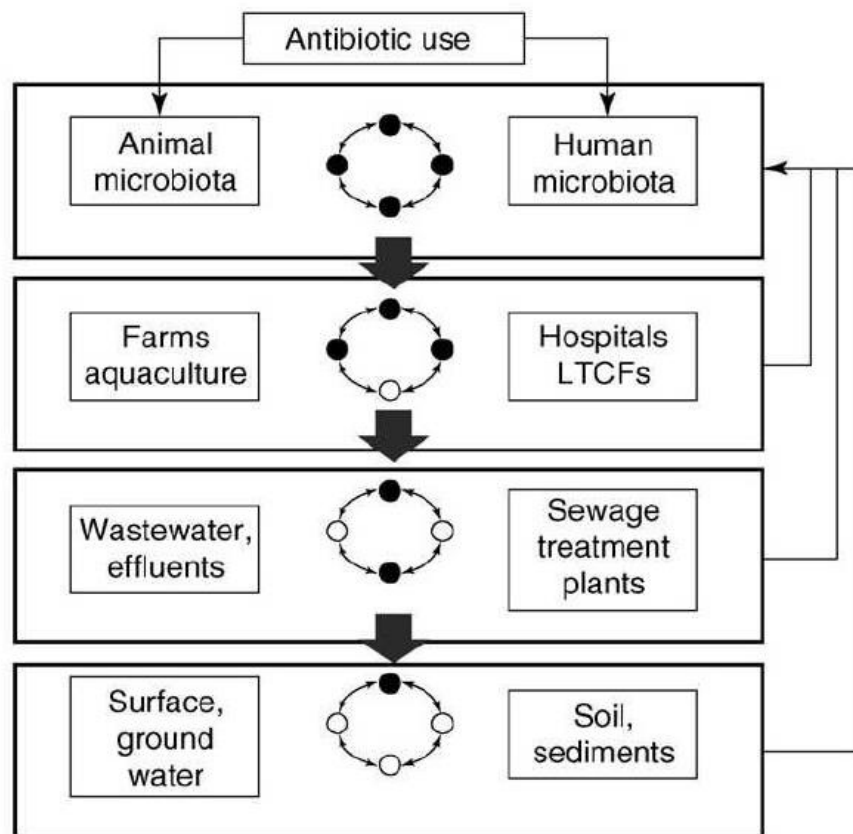 Antibiotic use
Animal
microbiota
Human
microbiota
Farms
aquaculture
Hospitals
LTCFs
Wastewater,
effluents
Sewage
treatment
plants
Surface,
ground
water
Soil,
sediments